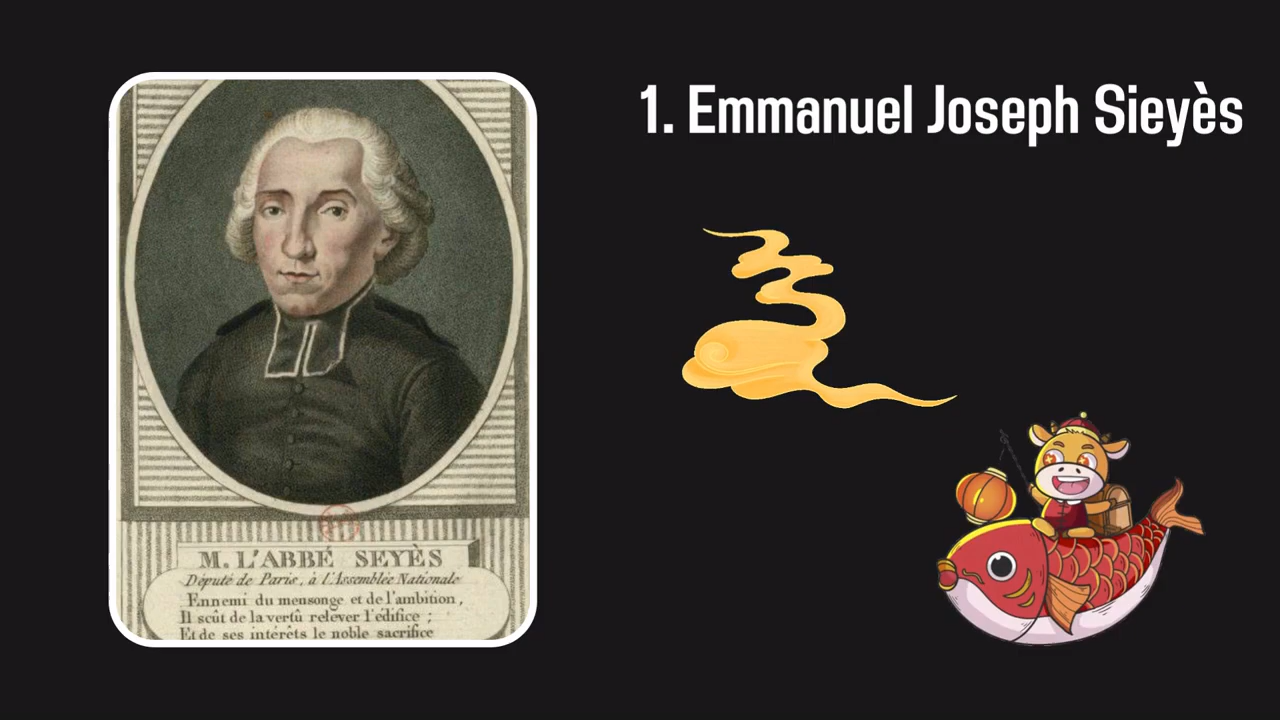 1. Emmanuel Joseph Sieyès
M. L'ABBÉ SEYÈS
Député de Paris, à l'Assemblée Nationale
Ennemi du mensonge et de l'ambition,
Il scût de la vertû relever l'édifice ;
Et de ses intérêts le noble sacrifice